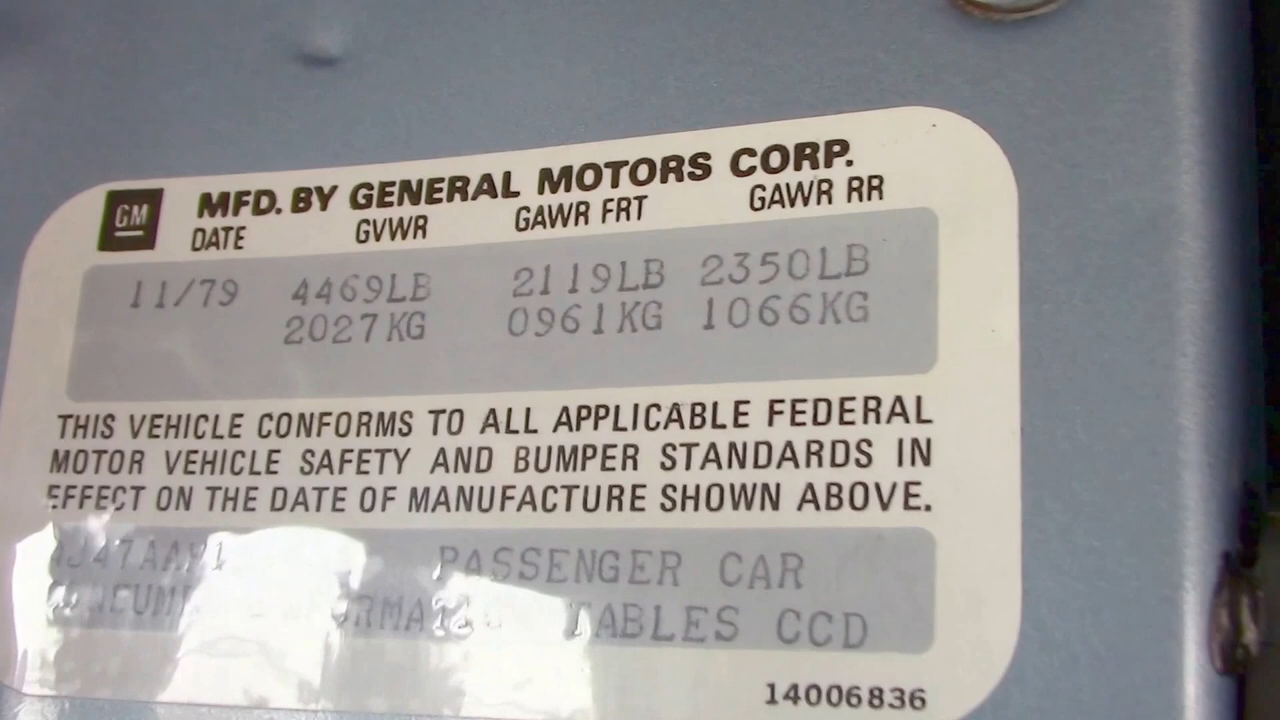 GM MFD. BY GENERAL MOTORS CORP.
DATE GVWR GAWR FRT GAWR RR
11/79 4469LB 2119LB 2350LB
2027KG 0961KG 1066KG
THIS VEHICLE CONFORMS TO ALL APPLICABLE FEDERAL
MOTOR VEHICLE SAFETY AND BUMPER STANDARDS IN
EFFECT ON THE DATE OF MANUFACTURE SHOWN ABOVE.
PASSENGER CAR
TABLES CCD
14006836